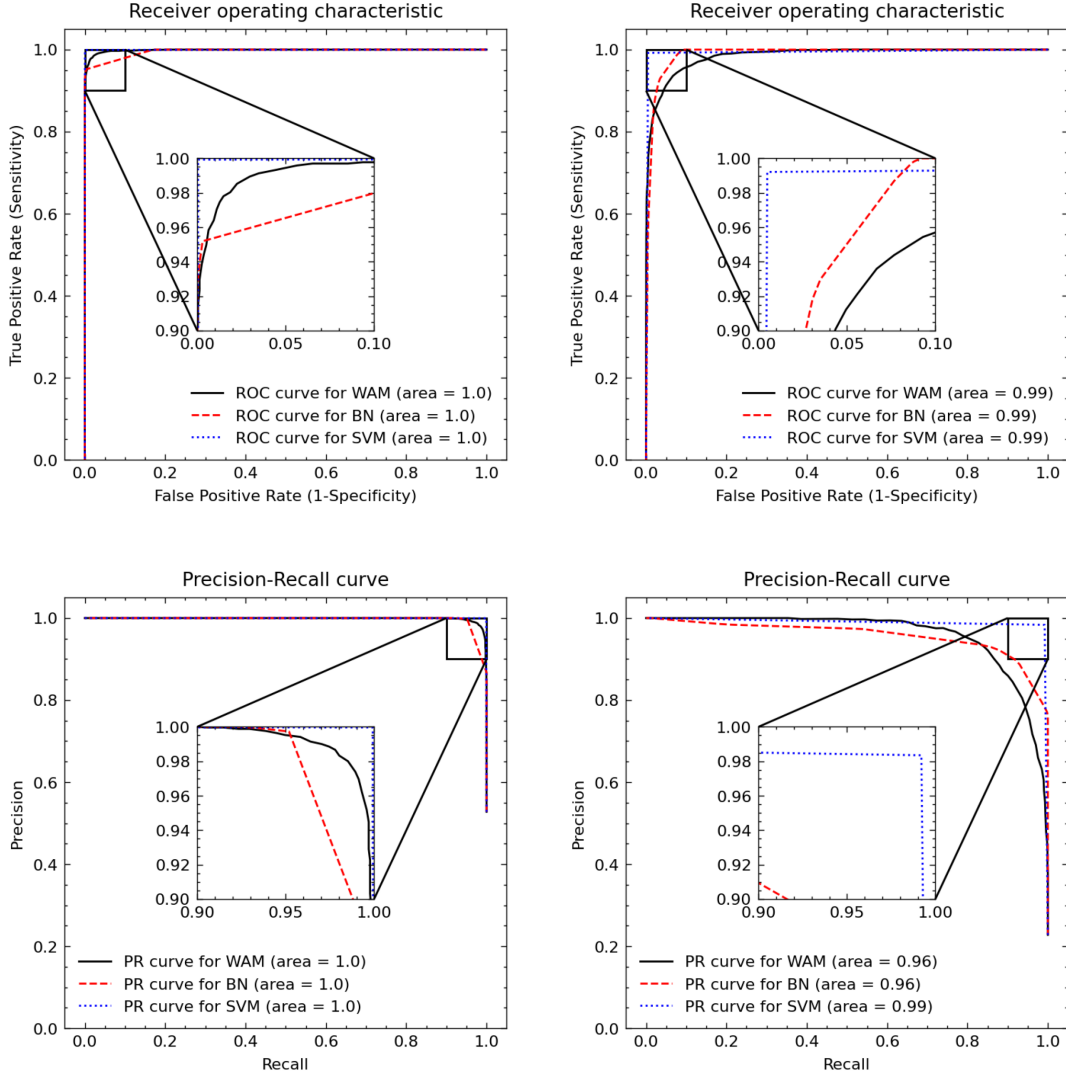 Receiver operating characteristic
True Positive Rate (Sensitivity)
1.0
0.8
0.6
0.4
0.2
0.0
1.00
0.98
0.96
0.94
0.92
0.90
0.00 0.05 0.10
ROC curve for WAM (area = 1.0)
ROC curve for BN (area = 1.0)
ROC curve for SVM (area = 1.0)
0.0 0.2 0.4 0.6 0.8 1.0
False Positive Rate (1-Specificity)
Receiver operating characteristic
True Positive Rate (Sensitivity)
1.0
0.8
0.6
0.4
0.2
0.0
1.00
0.98
0.96
0.94
0.92
0.90
0.00 0.05 0.10
ROC curve for WAM (area = 0.99)
ROC curve for BN (area = 0.99)
ROC curve for SVM (area = 0.99)
0.0 0.2 0.4 0.6 0.8 1.0
False Positive Rate (1-Specificity)
Precision-Recall curve
Precision
1.0
0.8
0.6
0.4
0.2
0.0
1.00
0.98
0.96
0.94
0.92
0.90
0.90 0.95 1.00
PR curve for WAM (area = 1.0)
PR curve for BN (area = 1.0)
PR curve for SVM (area = 1.0)
0.0 0.2 0.4 0.6 0.8 1.0
Recall
Precision-Recall curve
Precision
1.0
0.8
0.6
0.4
0.2
0.0
1.00
0.98
0.96
0.94
0.92
0.90
0.90 0.95 1.00
PR curve for WAM (area = 0.96)
PR curve for BN (area = 0.96)
PR curve for SVM (area = 0.99)
0.0 0.2 0.4 0.6 0.8 1.0
Recall